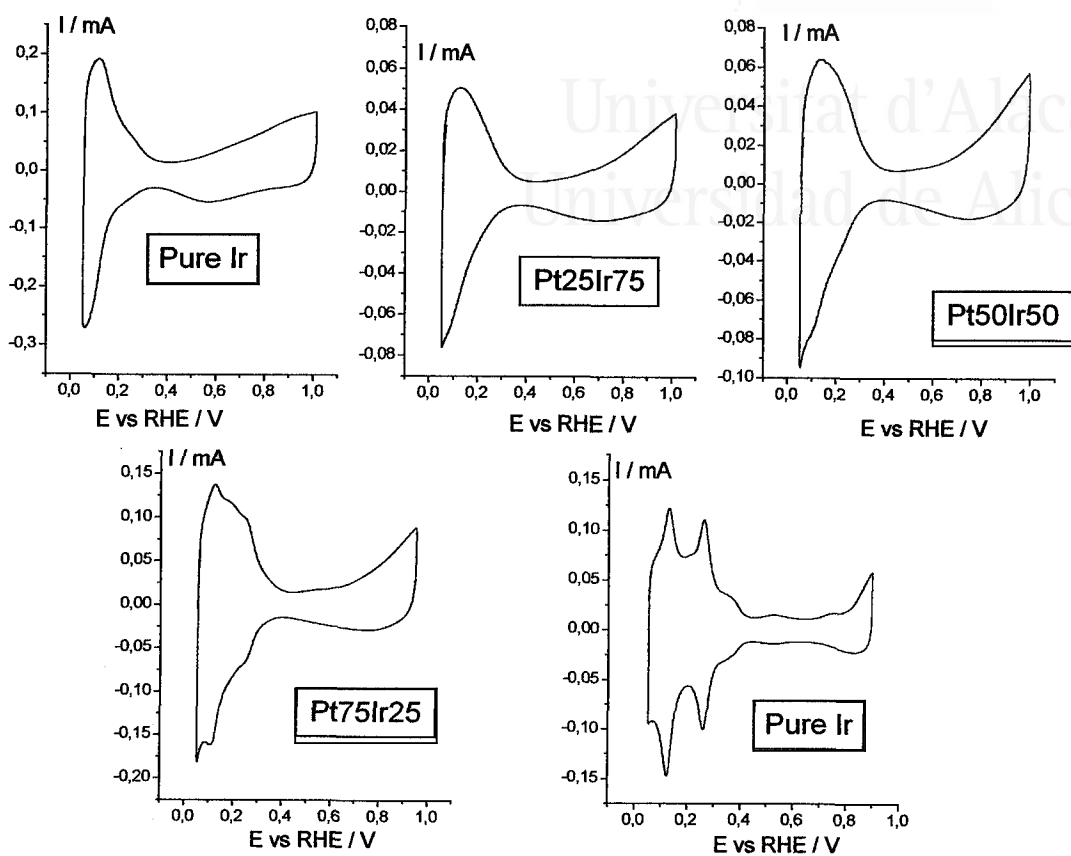 I / mA
0,2
0,1
0,0
-0,1
-0,2
-0,3
Pure Ir
0,0 0,2 0,4 0,6 0,8 1,0
E vs RHE / V
0,08
I / mA
0,06
0,04
0,02
0,00
-0,02
-0,04
-0,06
-0,08
Pt25Ir75
0,0 0,2 0,4 0,6 0,8 1,0
E vs RHE / V
0,08
I / mA
0,06
0,04
0,02
0,00
-0,02
-0,04
-0,06
-0,08
-0,10
Pt50Ir50
0,0 0,2 0,4 0,6 0,8 1,0
E vs RHE / V
Universitat d'Alaca
Universidad de Alic
I / mA
0,15
0,10
0,05
0,00
-0,05
-0,10
-0,15
-0,20
Pt75Ir25
0,0 0,2 0,4 0,6 0,8 1,0
E vs RHE / V
I / mA
0,15
0,10
0,05
0,00
-0,05
-0,10
-0,15
Pure Ir
0,0 0,2 0,4 0,6 0,8 1,0
E vs RHE / V